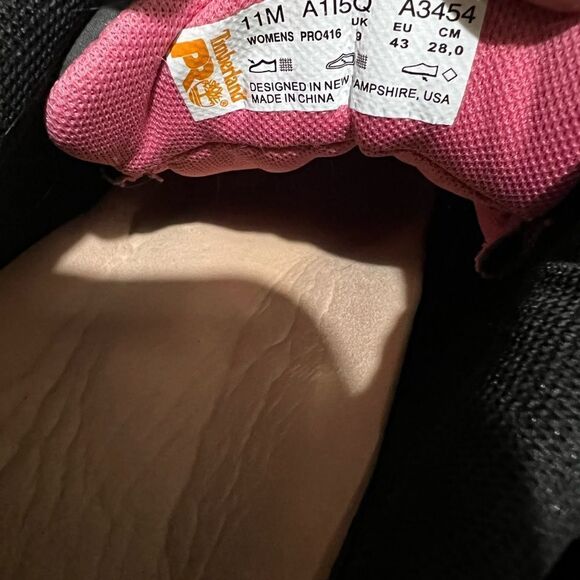 Timberland
PRO
11M A1I5Q A3454
UK EU CM
WOMENS PRO416 9 43 28,0
DESIGNED IN NEW AMPSHIRE, USA
MADE IN CHINA